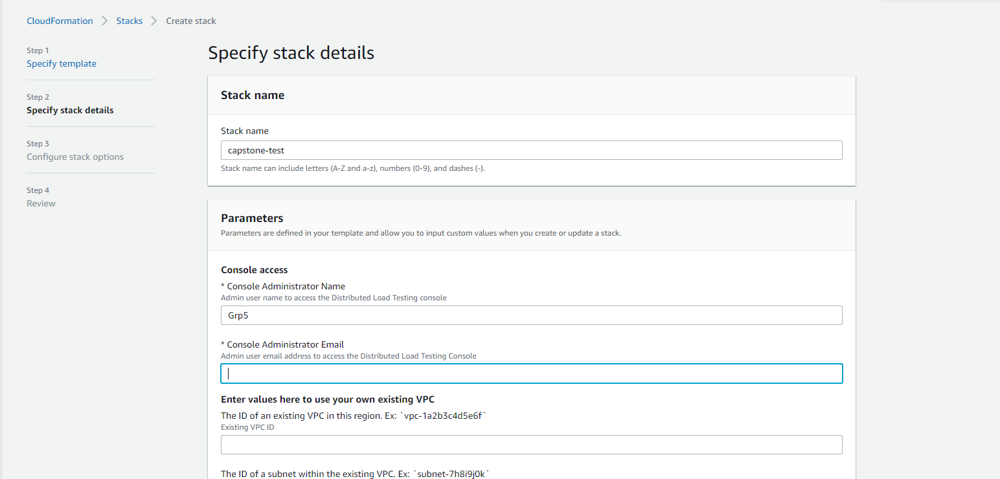 CloudFormation > Stacks > Create stack
Step 1
Specify template
Step 2
Specify stack details
Step 3
Configure stack options
Step 4
Review
Specify stack details
Stack name
Stack name
capstone-test
Stack name can include letters (A-Z and a-z), numbers (0-9), and dashes (-).
Parameters
Parameters are defined in your template and allow you to input custom values when you create or update a stack.
Console access
* Console Administrator Name
Admin user name to access the Distributed Load Testing console
Grp5
* Console Administrator Email
Admin user email address to access the Distributed Load Testing Console
Enter values here to use your own existing VPC
The ID of an existing VPC in this region. Ex: `vpc-1a2b3c4d5e6f`
Existing VPC ID
The ID of a subnet within the existing VPC. Ex: `subnet-7h8i9j0k`